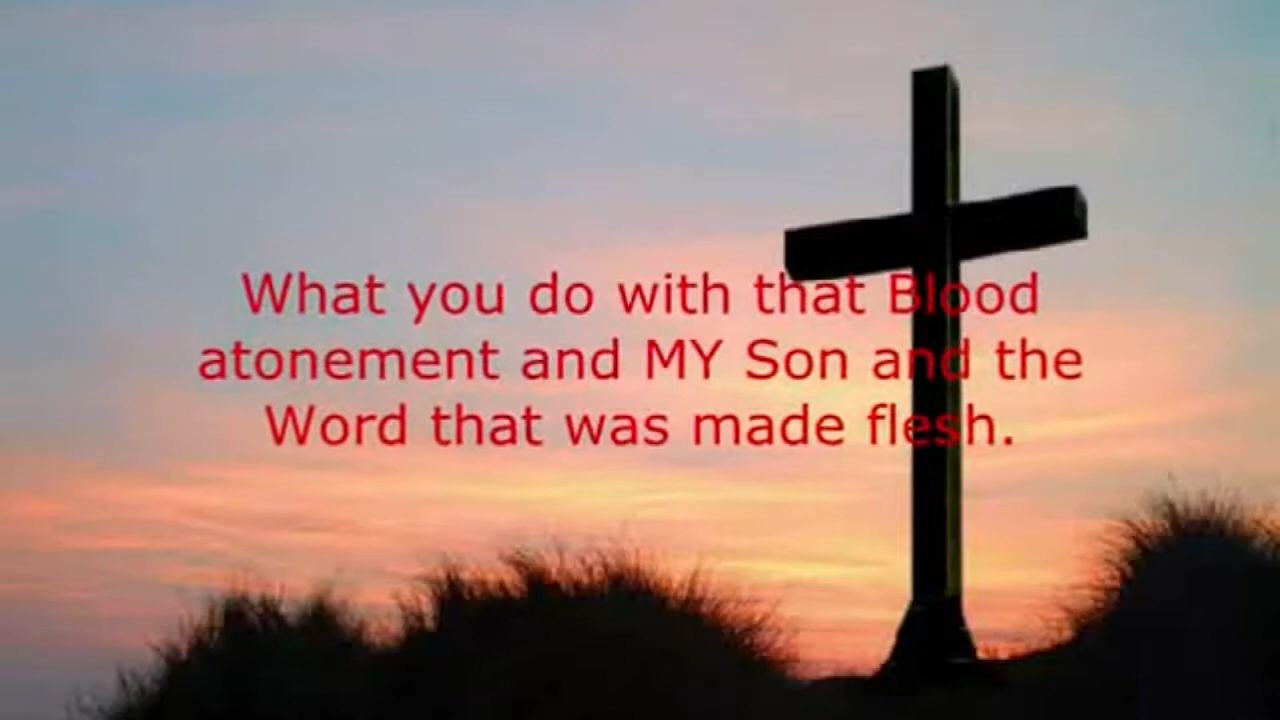 What you do with that Blood
atonement and MY Son and the
Word that was made flesh.